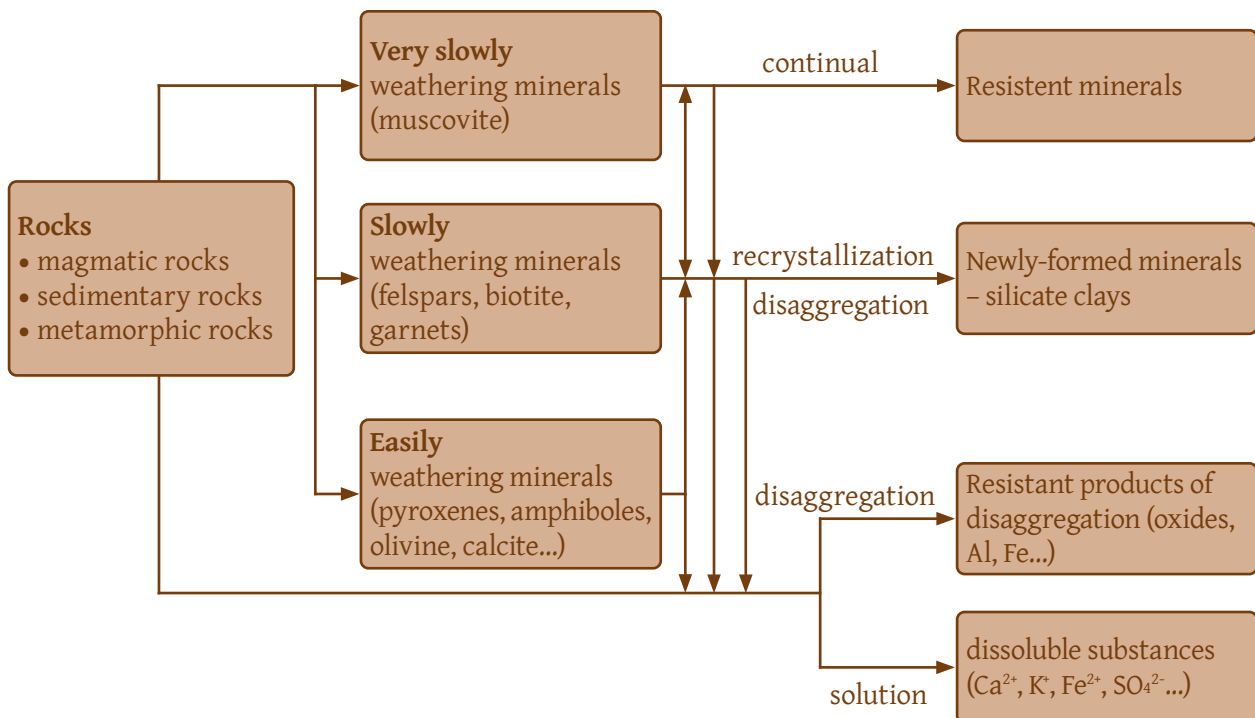 Very slowly
weathering minerals
(muscovite)
continual
Resistent minerals
Rocks
• magmatic rocks
• sedimentary rocks
• metamorphic rocks
Slowly
weathering minerals
(felspars, biotite,
garnets)
recrystallization
disaggregation
Newly-formed minerals
– silicate clays
Easily
weathering minerals
(pyroxenes, amphiboles,
olivine, calcite...)
disaggregation
Resistant products of
disaggregation (oxides,
Al, Fe...)
solution
dissoluble substances
(Ca²⁺, K⁺, Fe²⁺, SO₄²⁻...)